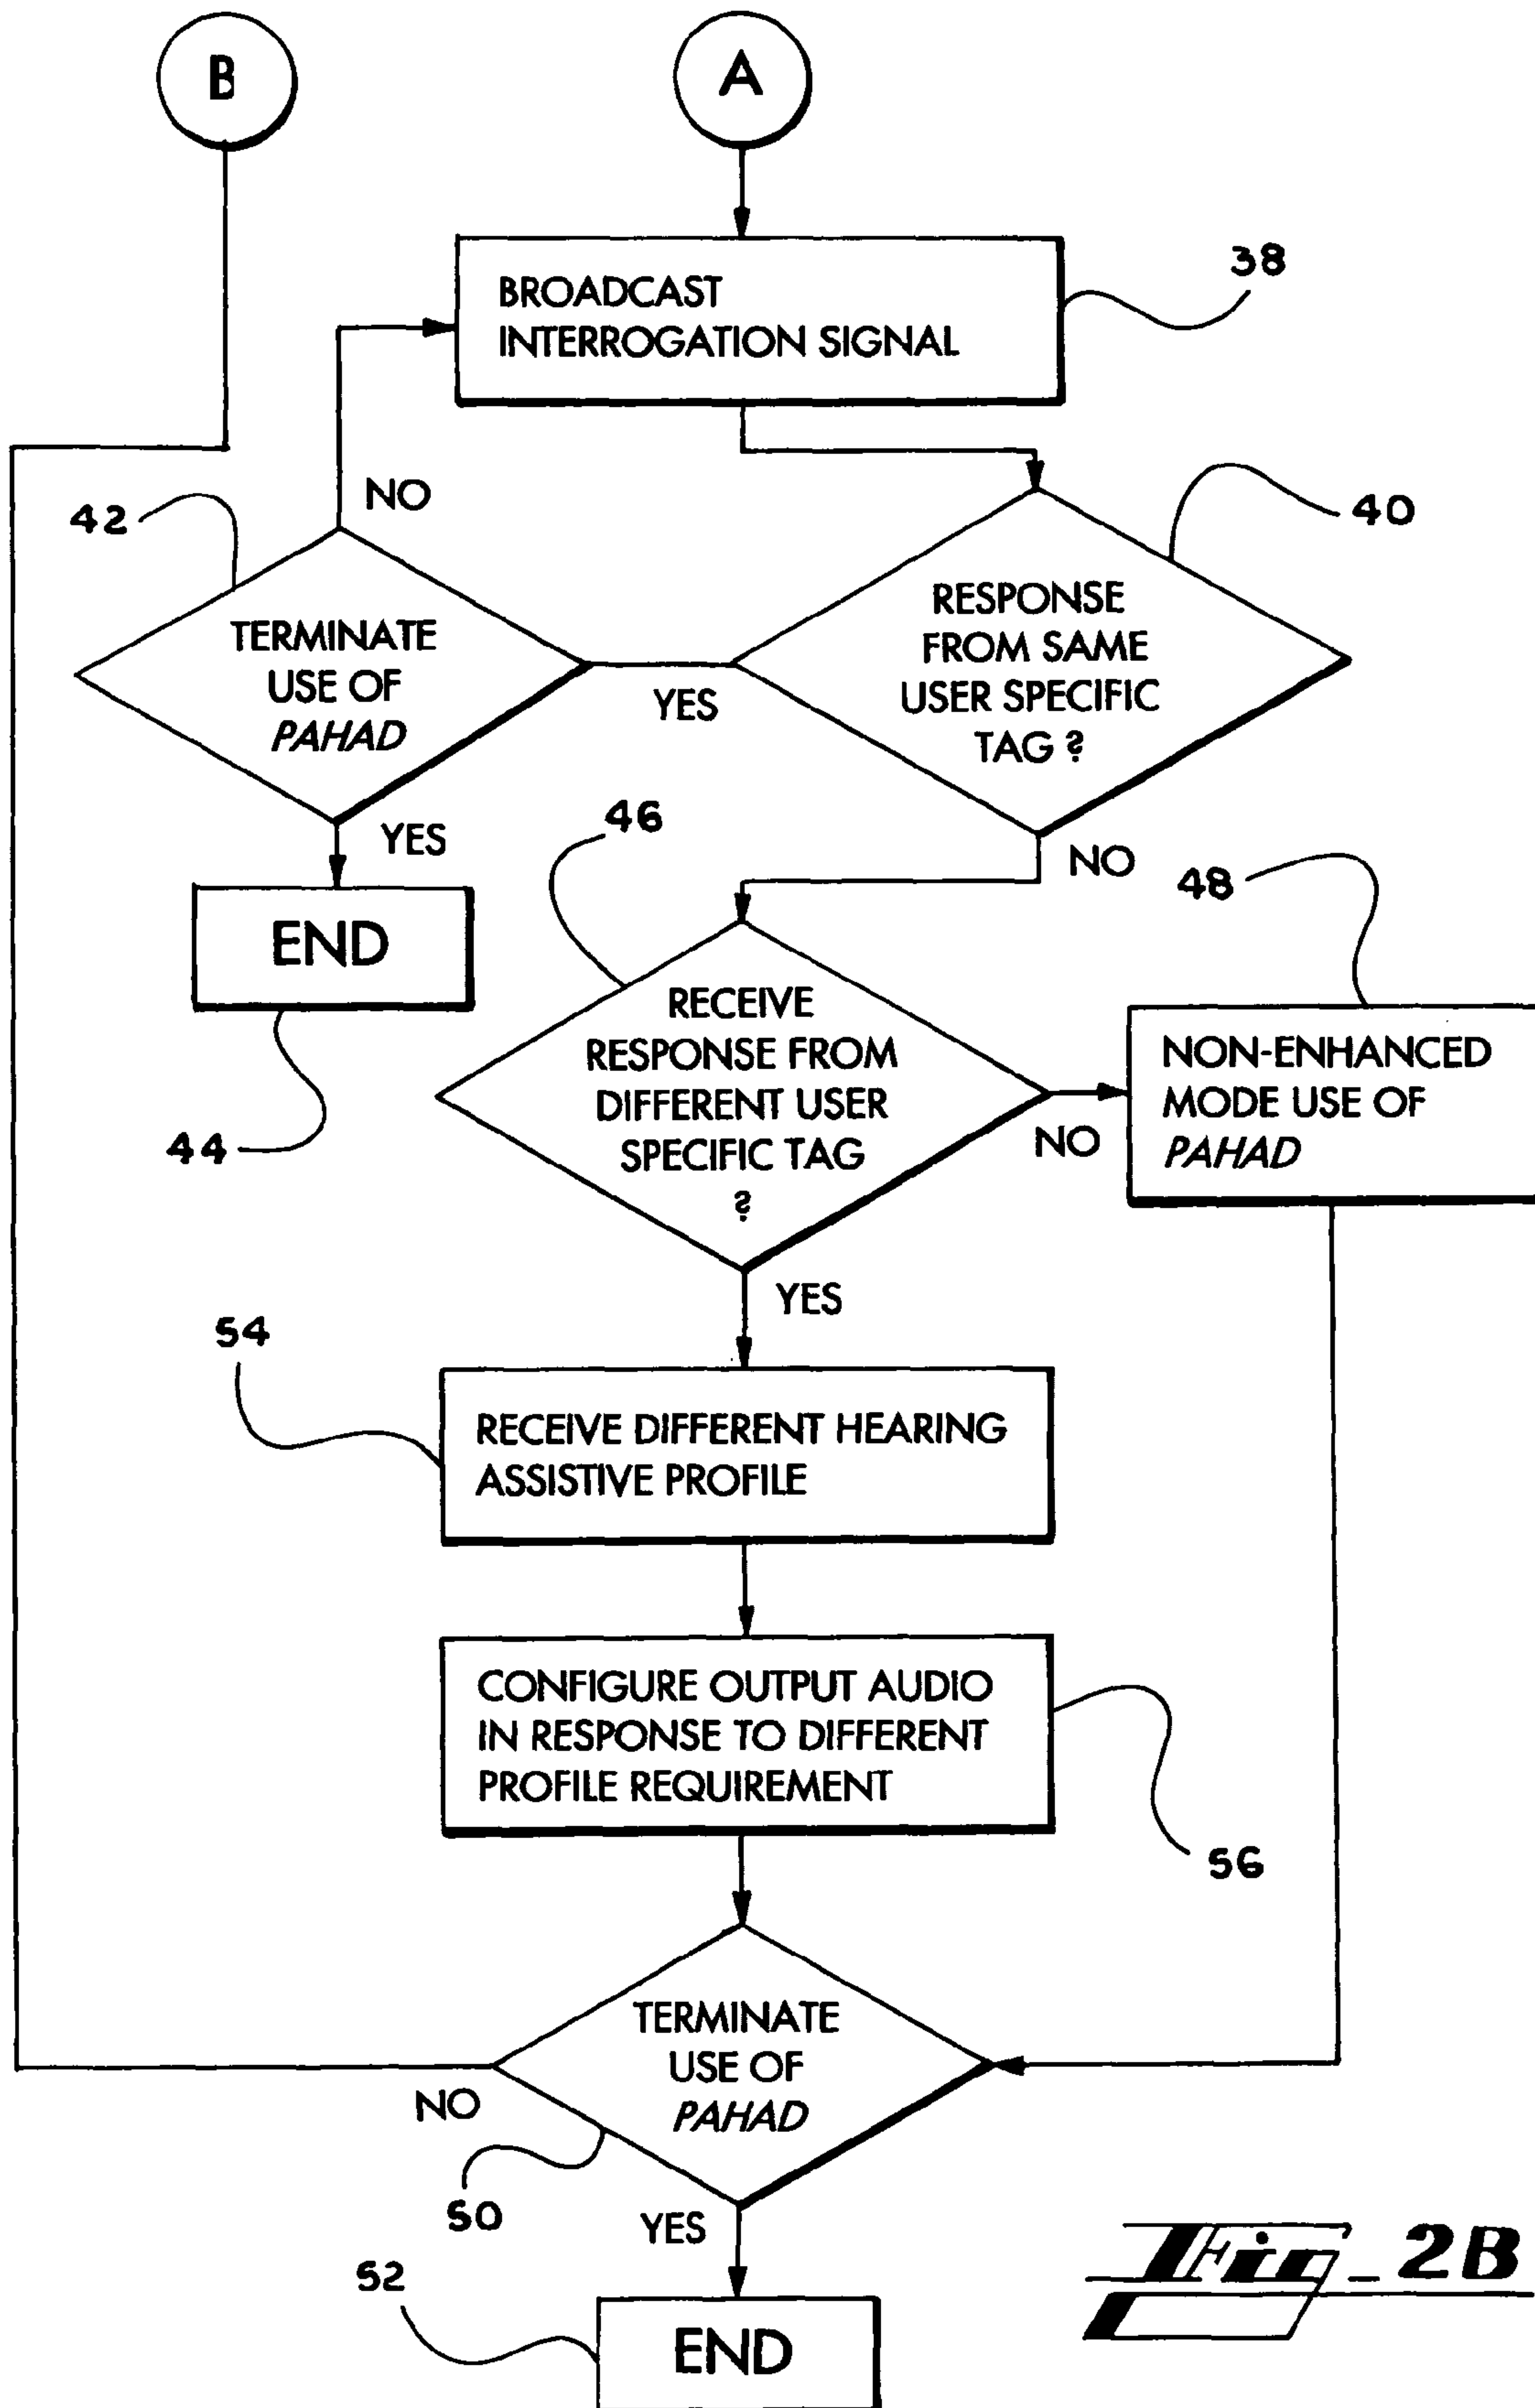 B
A
BROADCAST
INTERROGATION SIGNAL
38
NO
42
40
TERMINATE
USE OF
PAHAD
YES
RESPONSE
FROM SAME
USER SPECIFIC
TAG ?
YES
END
44
NO
46
48
RECEIVE
RESPONSE FROM
DIFFERENT USER
SPECIFIC TAG
?
NO
NON-ENHANCED
MODE USE OF
PAHAD
YES
54
RECEIVE DIFFERENT HEARING
ASSISTIVE PROFILE
CONFIGURE OUTPUT AUDIO
IN RESPONSE TO DIFFERENT
PROFILE REQUIREMENT
56
TERMINATE
USE OF
PAHAD
NO
50
YES
52
END
Fig_2B